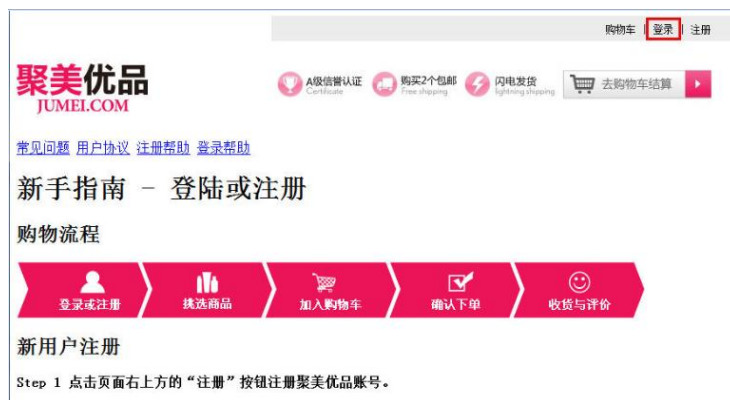 购物车 | 登录 | 注册
聚美优品
JUMEI.COM
A级信誉认证
Certificate
购买2个包邮
Free shipping
闪电发货
lightning shipping
去购物车结算
常见问题 用户协议 注册帮助 登录帮助
新手指南 - 登陆或注册
购物流程
登录或注册 挑选商品 加入购物车 确认下单 收货与评价
新用户注册
Step 1 点击页面右上方的“注册”按钮注册聚美优品账号。